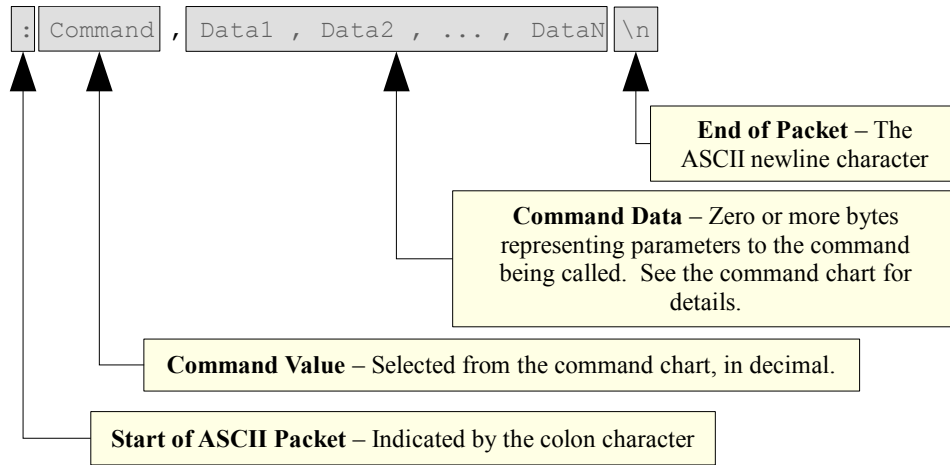 : Command , Data1 , Data2 , ... , DataN \n
End of Packet – The
ASCII newline character
Command Data – Zero or more bytes
representing parameters to the command
being called. See the command chart for
details.
Command Value – Selected from the command chart, in decimal.
Start of ASCII Packet – Indicated by the colon character